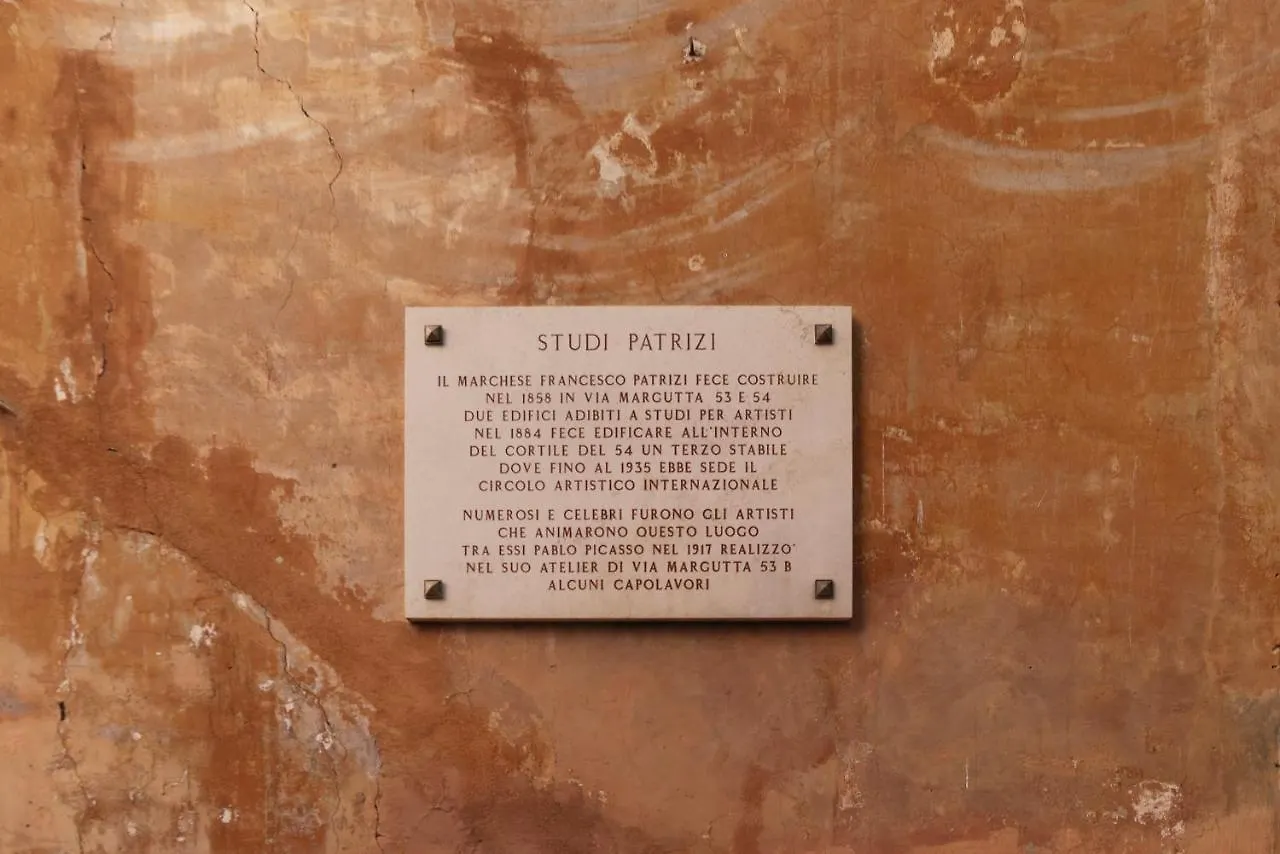 STUDI PATRIZI
IL MARCHESE FRANCESCO PATRIZI FECE COSTRUIRE
NEL 1858 IN VIA MARGUTTA 53 E 54
DUE EDIFICI ADIBITI A STUDI PER ARTISTI
NEL 1884 FECE EDIFICARE ALL'INTERNO
DEL CORTILE DEL 54 UN TERZO STABILE
DOVE FINO AL 1935 EBBE SEDE IL
CIRCOLO ARTISTICO INTERNAZIONALE
NUMEROSI E CELEBRI FURONO GLI ARTISTI
CHE ANIMARONO QUESTO LUOGO
TRA ESSI PABLO PICASSO NEL 1917 REALIZZO'
NEL SUO ATELIER DI VIA MARGUTTA 53 B
ALCUNI CAPOLAVORI